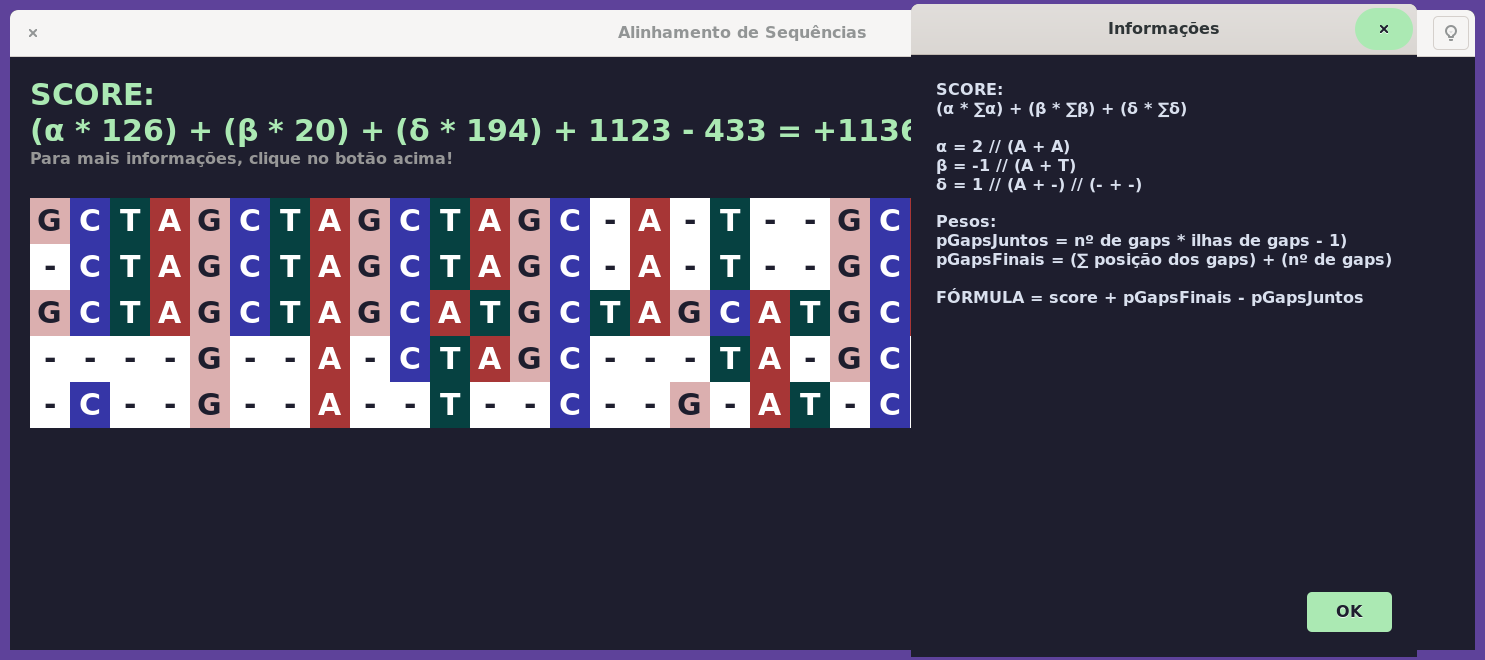 × Alinhamento de Sequências
SCORE:
(α * 126) + (β * 20) + (δ * 194) + 1123 - 433 = +1136
Para mais informações, clique no botão acima!
G C T A G C T A G C T A G C - A - T - - G C
- C T A G C T A G C T A G C - A - T - - G C
G C T A G C T A G C A T G C T A G C A T G C
- - - - G - - A - C T A G C - - - T A - G C
- C - - G - - A - - T - - C - - G - A T - C
Informações ×
SCORE:
(α * ∑α) + (β * ∑β) + (δ * ∑δ)
α = 2 // (A + A)
β = -1 // (A + T)
δ = 1 // (A + -) // (- + -)
Pesos:
pGapsJuntos = nº de gaps * ilhas de gaps - 1)
pGapsFinais = (∑ posição dos gaps) + (nº de gaps)
FÓRMULA = score + pGapsFinais - pGapsJuntos
OK